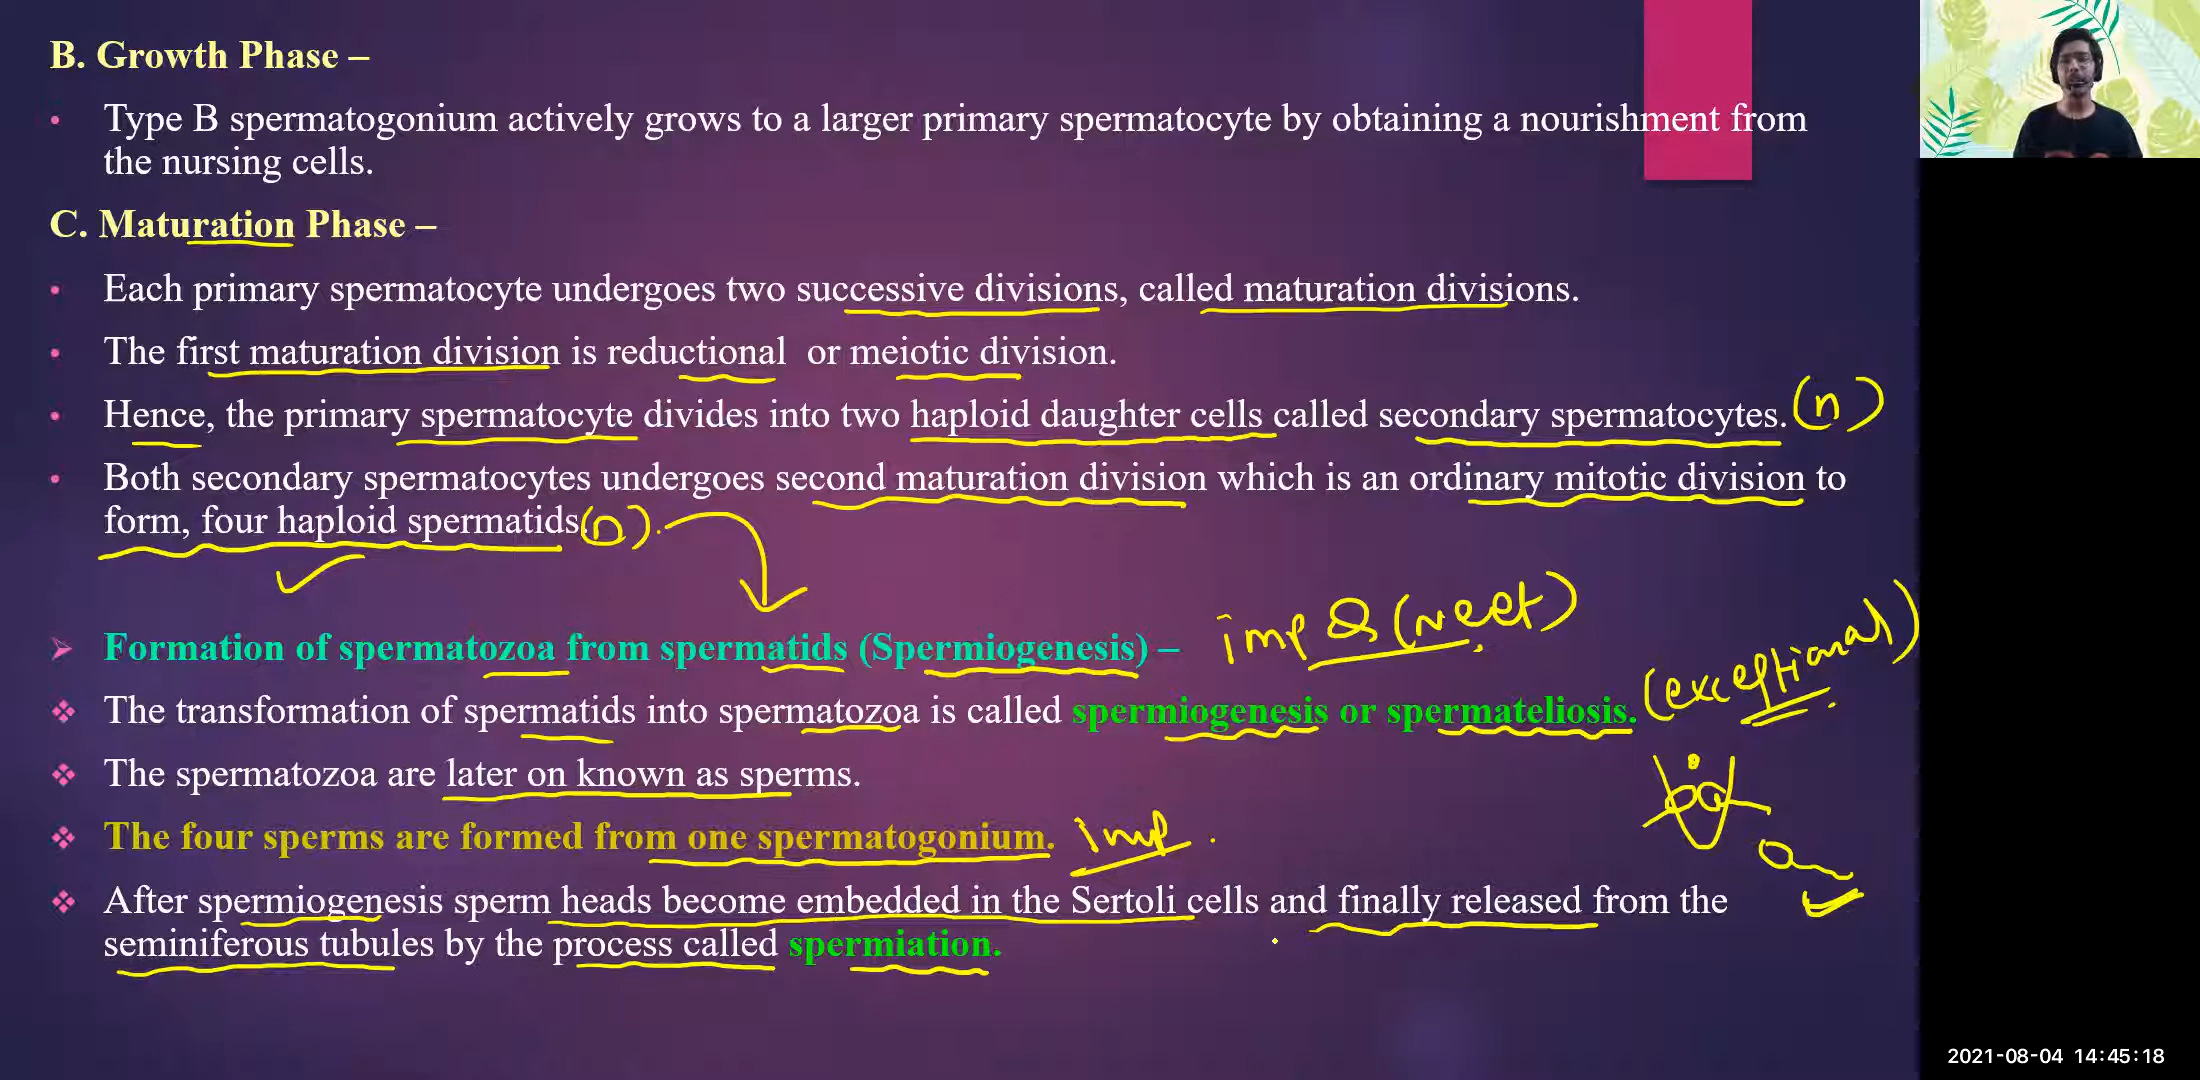 B. Growth Phase –
• Type B spermatogonium actively grows to a larger primary spermatocyte by obtaining a nourishment from
the nursing cells.
C. Maturation Phase –
• Each primary spermatocyte undergoes two successive divisions, called maturation divisions.
• The first maturation division is reductional or meiotic division.
• Hence, the primary spermatocyte divides into two haploid daughter cells called secondary spermatocytes. (n)
• Both secondary spermatocytes undergoes second maturation division which is an ordinary mitotic division to
form, four haploid spermatids (n).
➢ Formation of spermatozoa from spermatids (Spermiogenesis) – imp Q (Neet)
❖ The transformation of spermatids into spermatozoa is called spermiogenesis or spermateliosis. (exceptional)
❖ The spermatozoa are later on known as sperms.
❖ The four sperms are formed from one spermatogonium. imp.
❖ After spermiogenesis sperm heads become embedded in the Sertoli cells and finally released from the
seminiferous tubules by the process called spermiation.
2021-08-04 14:45:18